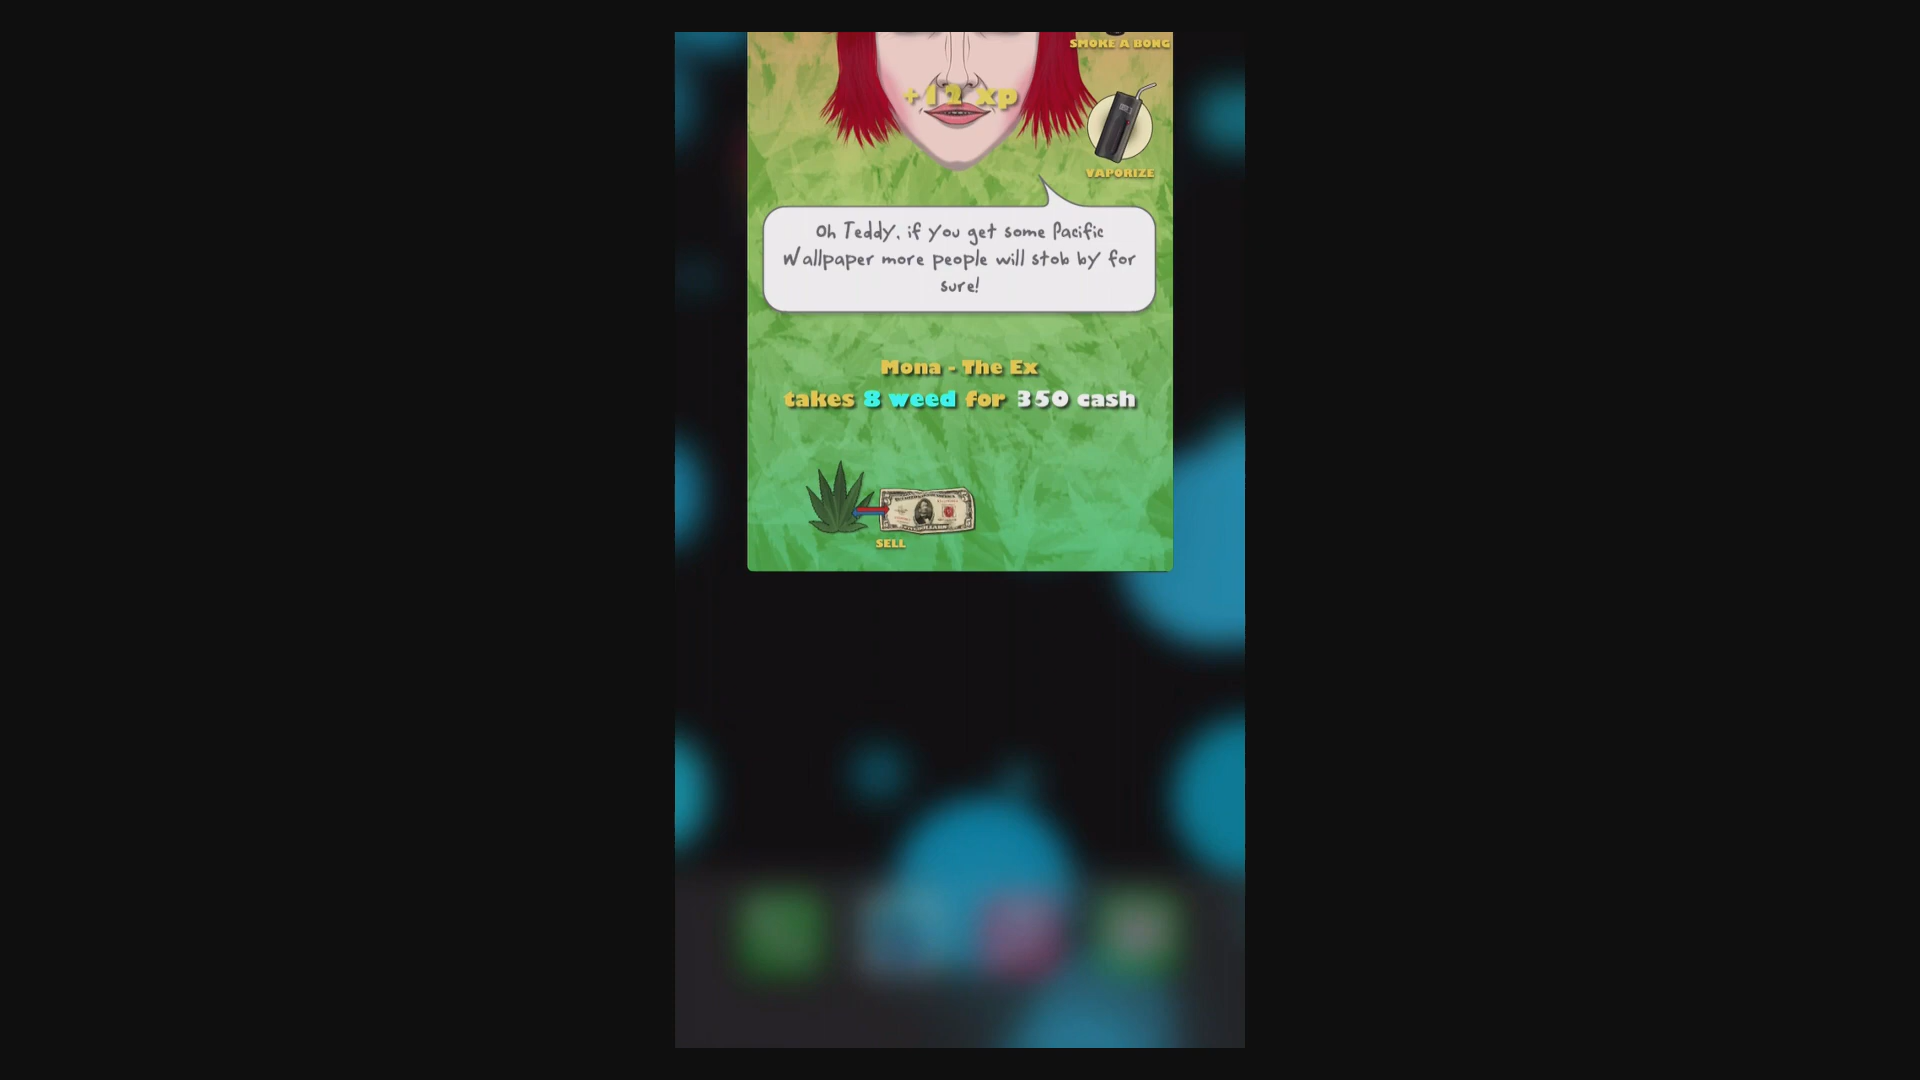 SMOKE A BONG
+12 xp
VAPORIZE
Oh Teddy, if you get some Pacific
Wallpaper more people will stob by for
sure!
Mona - The Ex
takes 8 weed for 350 cash
SELL